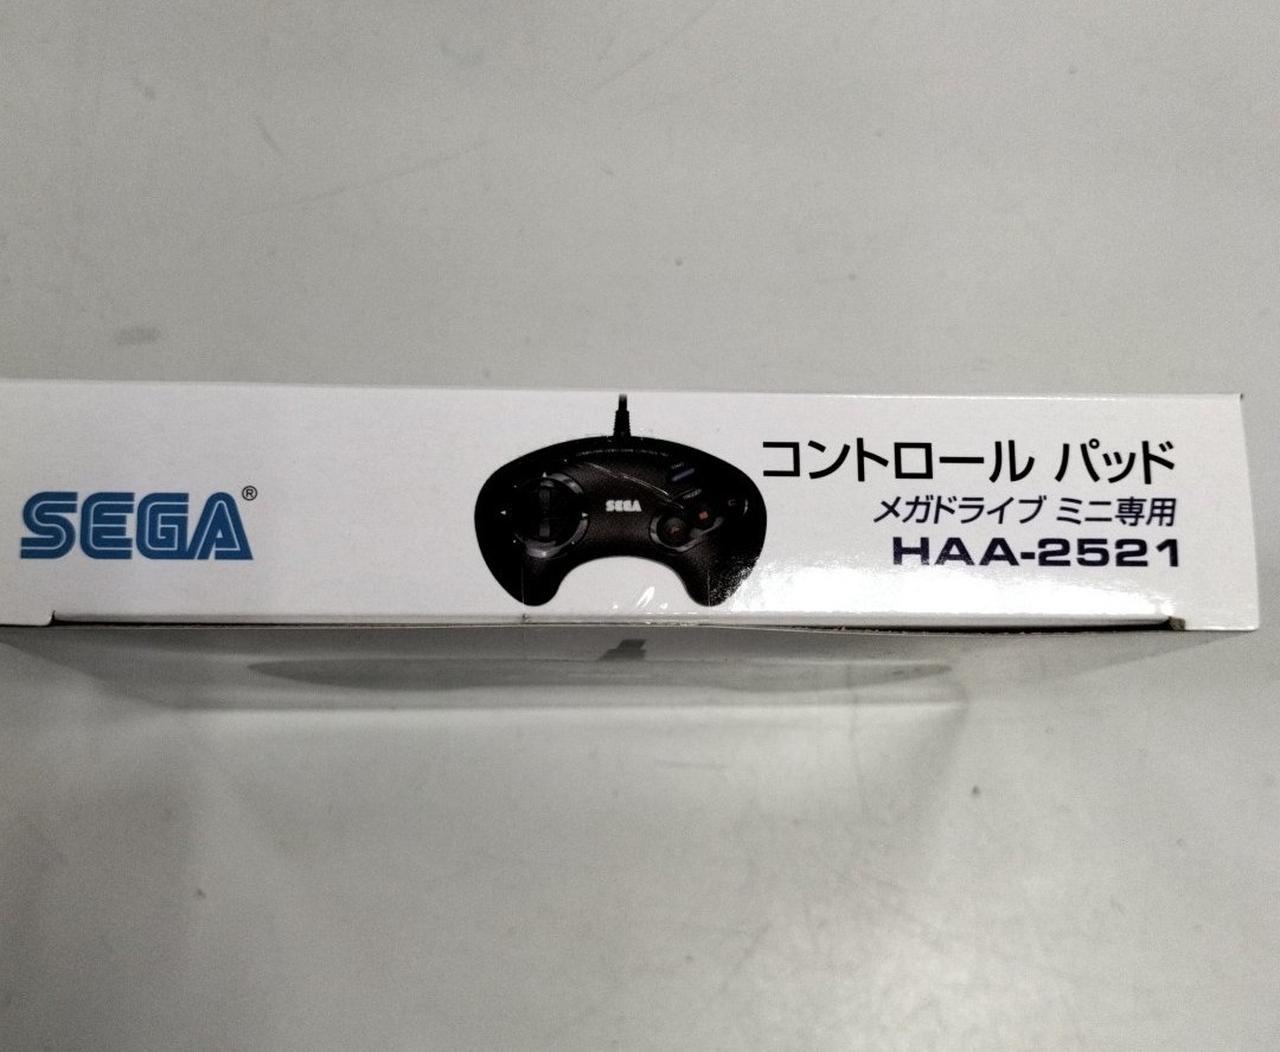 SEGA®
SEGA
コントロール パッド
メガドライブ ミニ専用
HAA-2521